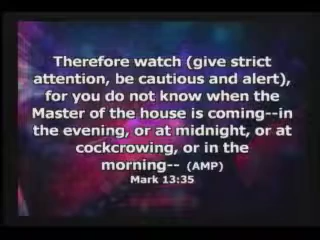 Therefore watch (give strict
attention, be cautious and alert),
for you do not know when the
Master of the house is coming--in
the evening, or at midnight, or at
cockcrowing, or in the
morning-- (AMP)
Mark 13:35